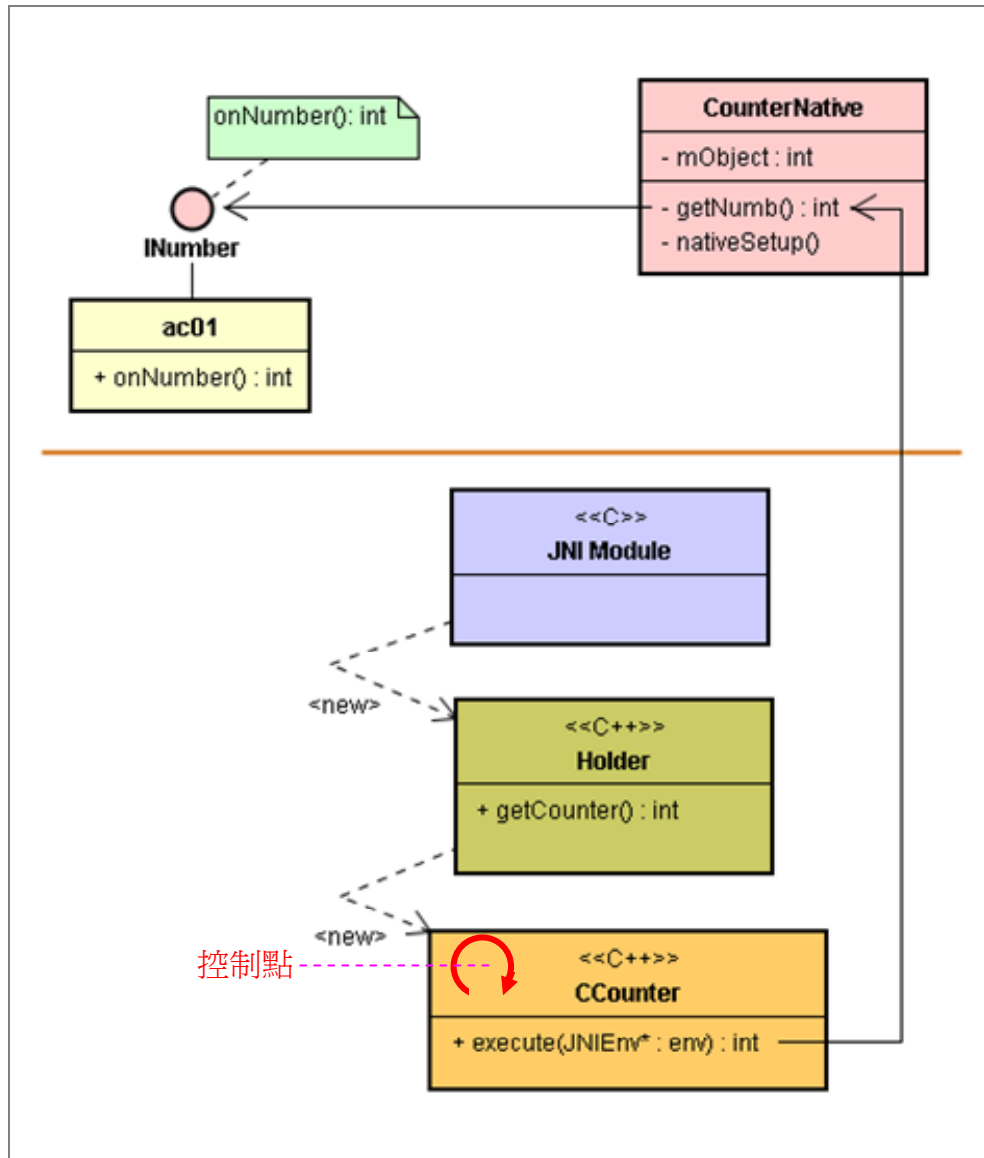 onNumber(): int
INumber
ac01
+ onNumber() : int
CounterNative
- mObject : int
- getNumb() : int
- nativeSetup()
<<C>>
JNI Module
<new>
<<C++>>
Holder
+ getCounter() : int
<new>
控制點
<<C++>>
CCounter
+ execute(JNIEnv* : env) : int